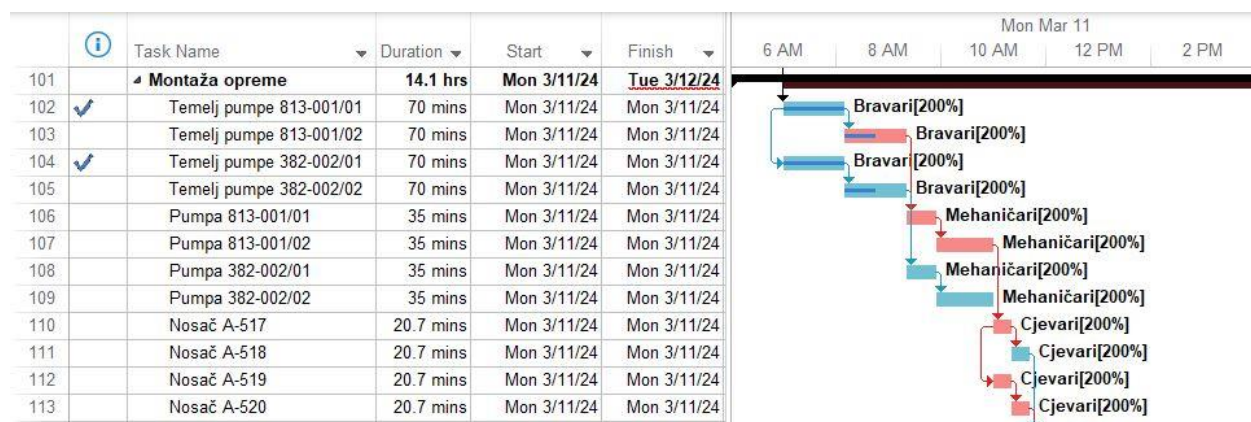 Mon Mar 11
Task Name Duration Start Finish 6 AM 8 AM 10 AM 12 PM 2 PM
101 Montaža opreme 14.1 hrs Mon 3/11/24 Tue 3/12/24
102 Temelj pumpe 813-001/01 70 mins Mon 3/11/24 Mon 3/11/24 Bravari[200%]
103 Temelj pumpe 813-001/02 70 mins Mon 3/11/24 Mon 3/11/24 Bravari[200%]
104 Temelj pumpe 382-002/01 70 mins Mon 3/11/24 Mon 3/11/24 Bravari[200%]
105 Temelj pumpe 382-002/02 70 mins Mon 3/11/24 Mon 3/11/24 Bravari[200%]
106 Pumpa 813-001/01 35 mins Mon 3/11/24 Mon 3/11/24 Mehaničari[200%]
107 Pumpa 813-001/02 35 mins Mon 3/11/24 Mon 3/11/24 Mehaničari[200%]
108 Pumpa 382-002/01 35 mins Mon 3/11/24 Mon 3/11/24 Mehaničari[200%]
109 Pumpa 382-002/02 35 mins Mon 3/11/24 Mon 3/11/24 Mehaničari[200%]
110 Nosač A-517 20.7 mins Mon 3/11/24 Mon 3/11/24 Cjevari[200%]
111 Nosač A-518 20.7 mins Mon 3/11/24 Mon 3/11/24 Cjevari[200%]
112 Nosač A-519 20.7 mins Mon 3/11/24 Mon 3/11/24 Cjevari[200%]
113 Nosač A-520 20.7 mins Mon 3/11/24 Mon 3/11/24 Cjevari[200%]